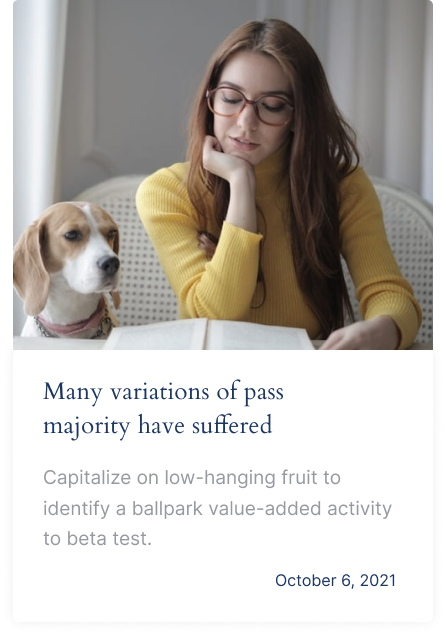 Many variations of pass
majority have suffered
Capitalize on low-hanging fruit to
identify a ballpark value-added activity
to beta test.
October 6, 2021